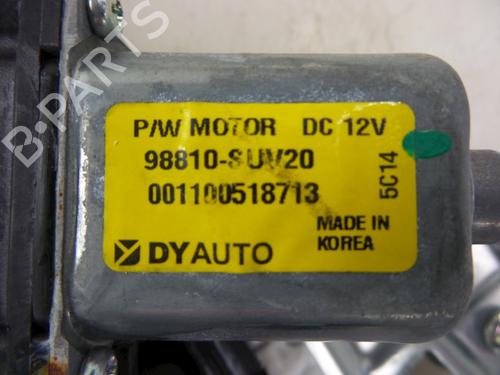 P/W MOTOR DC 12V
98810-SUV20
001100518713
5C14
MADE IN
KOREA
DYAUTO
B-PARTS